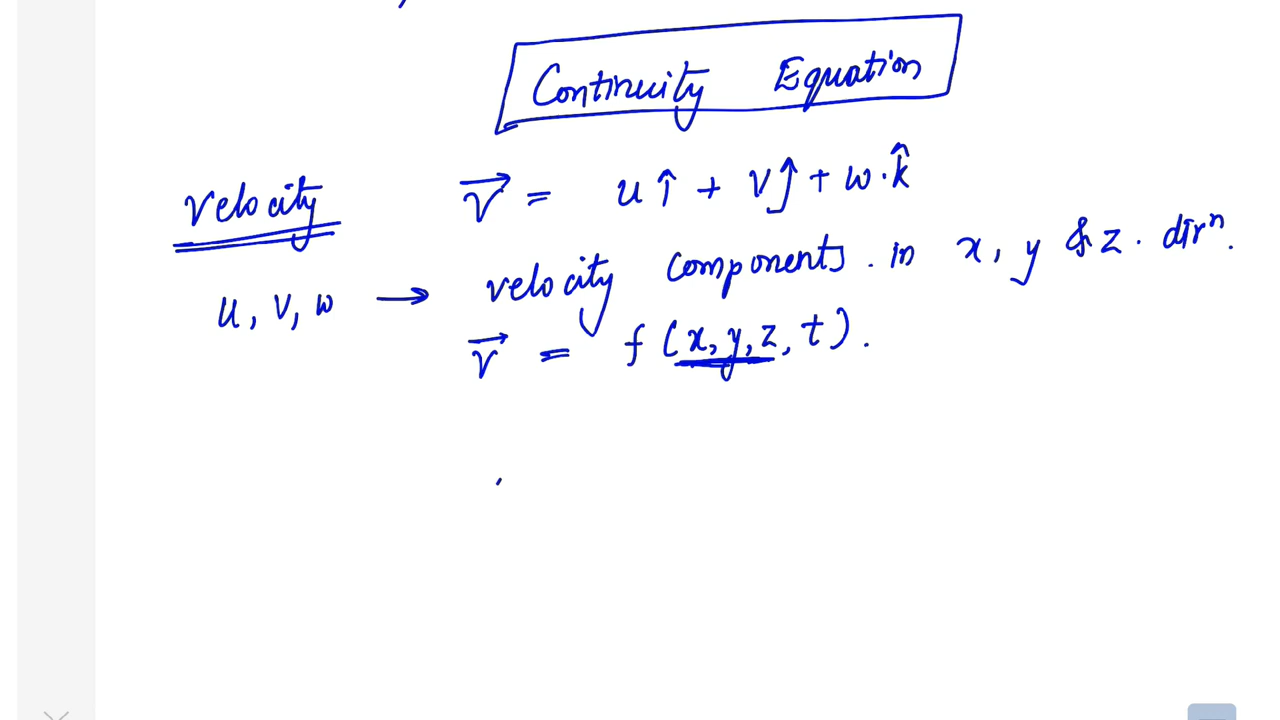 Continuity Equation
velocity V⃗ = u î + v ĵ + w . k̂
u, v, w → velocity components . in x, y & z . dirⁿ.
V⃗ = f (x, y, z, t) .